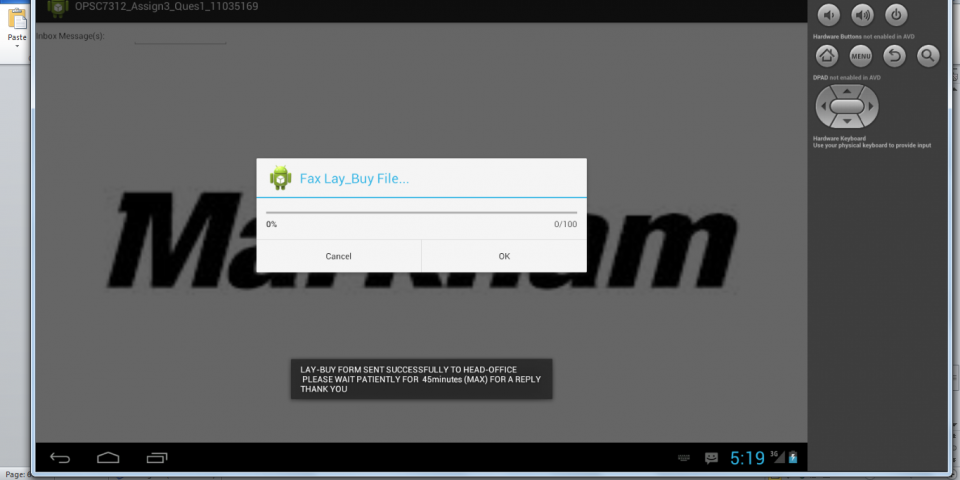 OPSC7312_Assign3_Ques1_11035169
Paste
Inbox Message(s):
Hardware Buttons not enabled in AVD
MENU
DPAD not enabled in AVD
Hardware Keyboard
Use your physical keyboard to provide input
Fax Lay_Buy File...
0%
0/100
Cancel
OK
Markham
LAY-BUY FORM SENT SUCCESSFULLY TO HEAD-OFFICE
PLEASE WAIT PATIENTLY FOR 45minutes (MAX) FOR A REPLY
THANK YOU
5:19
3G
Page: